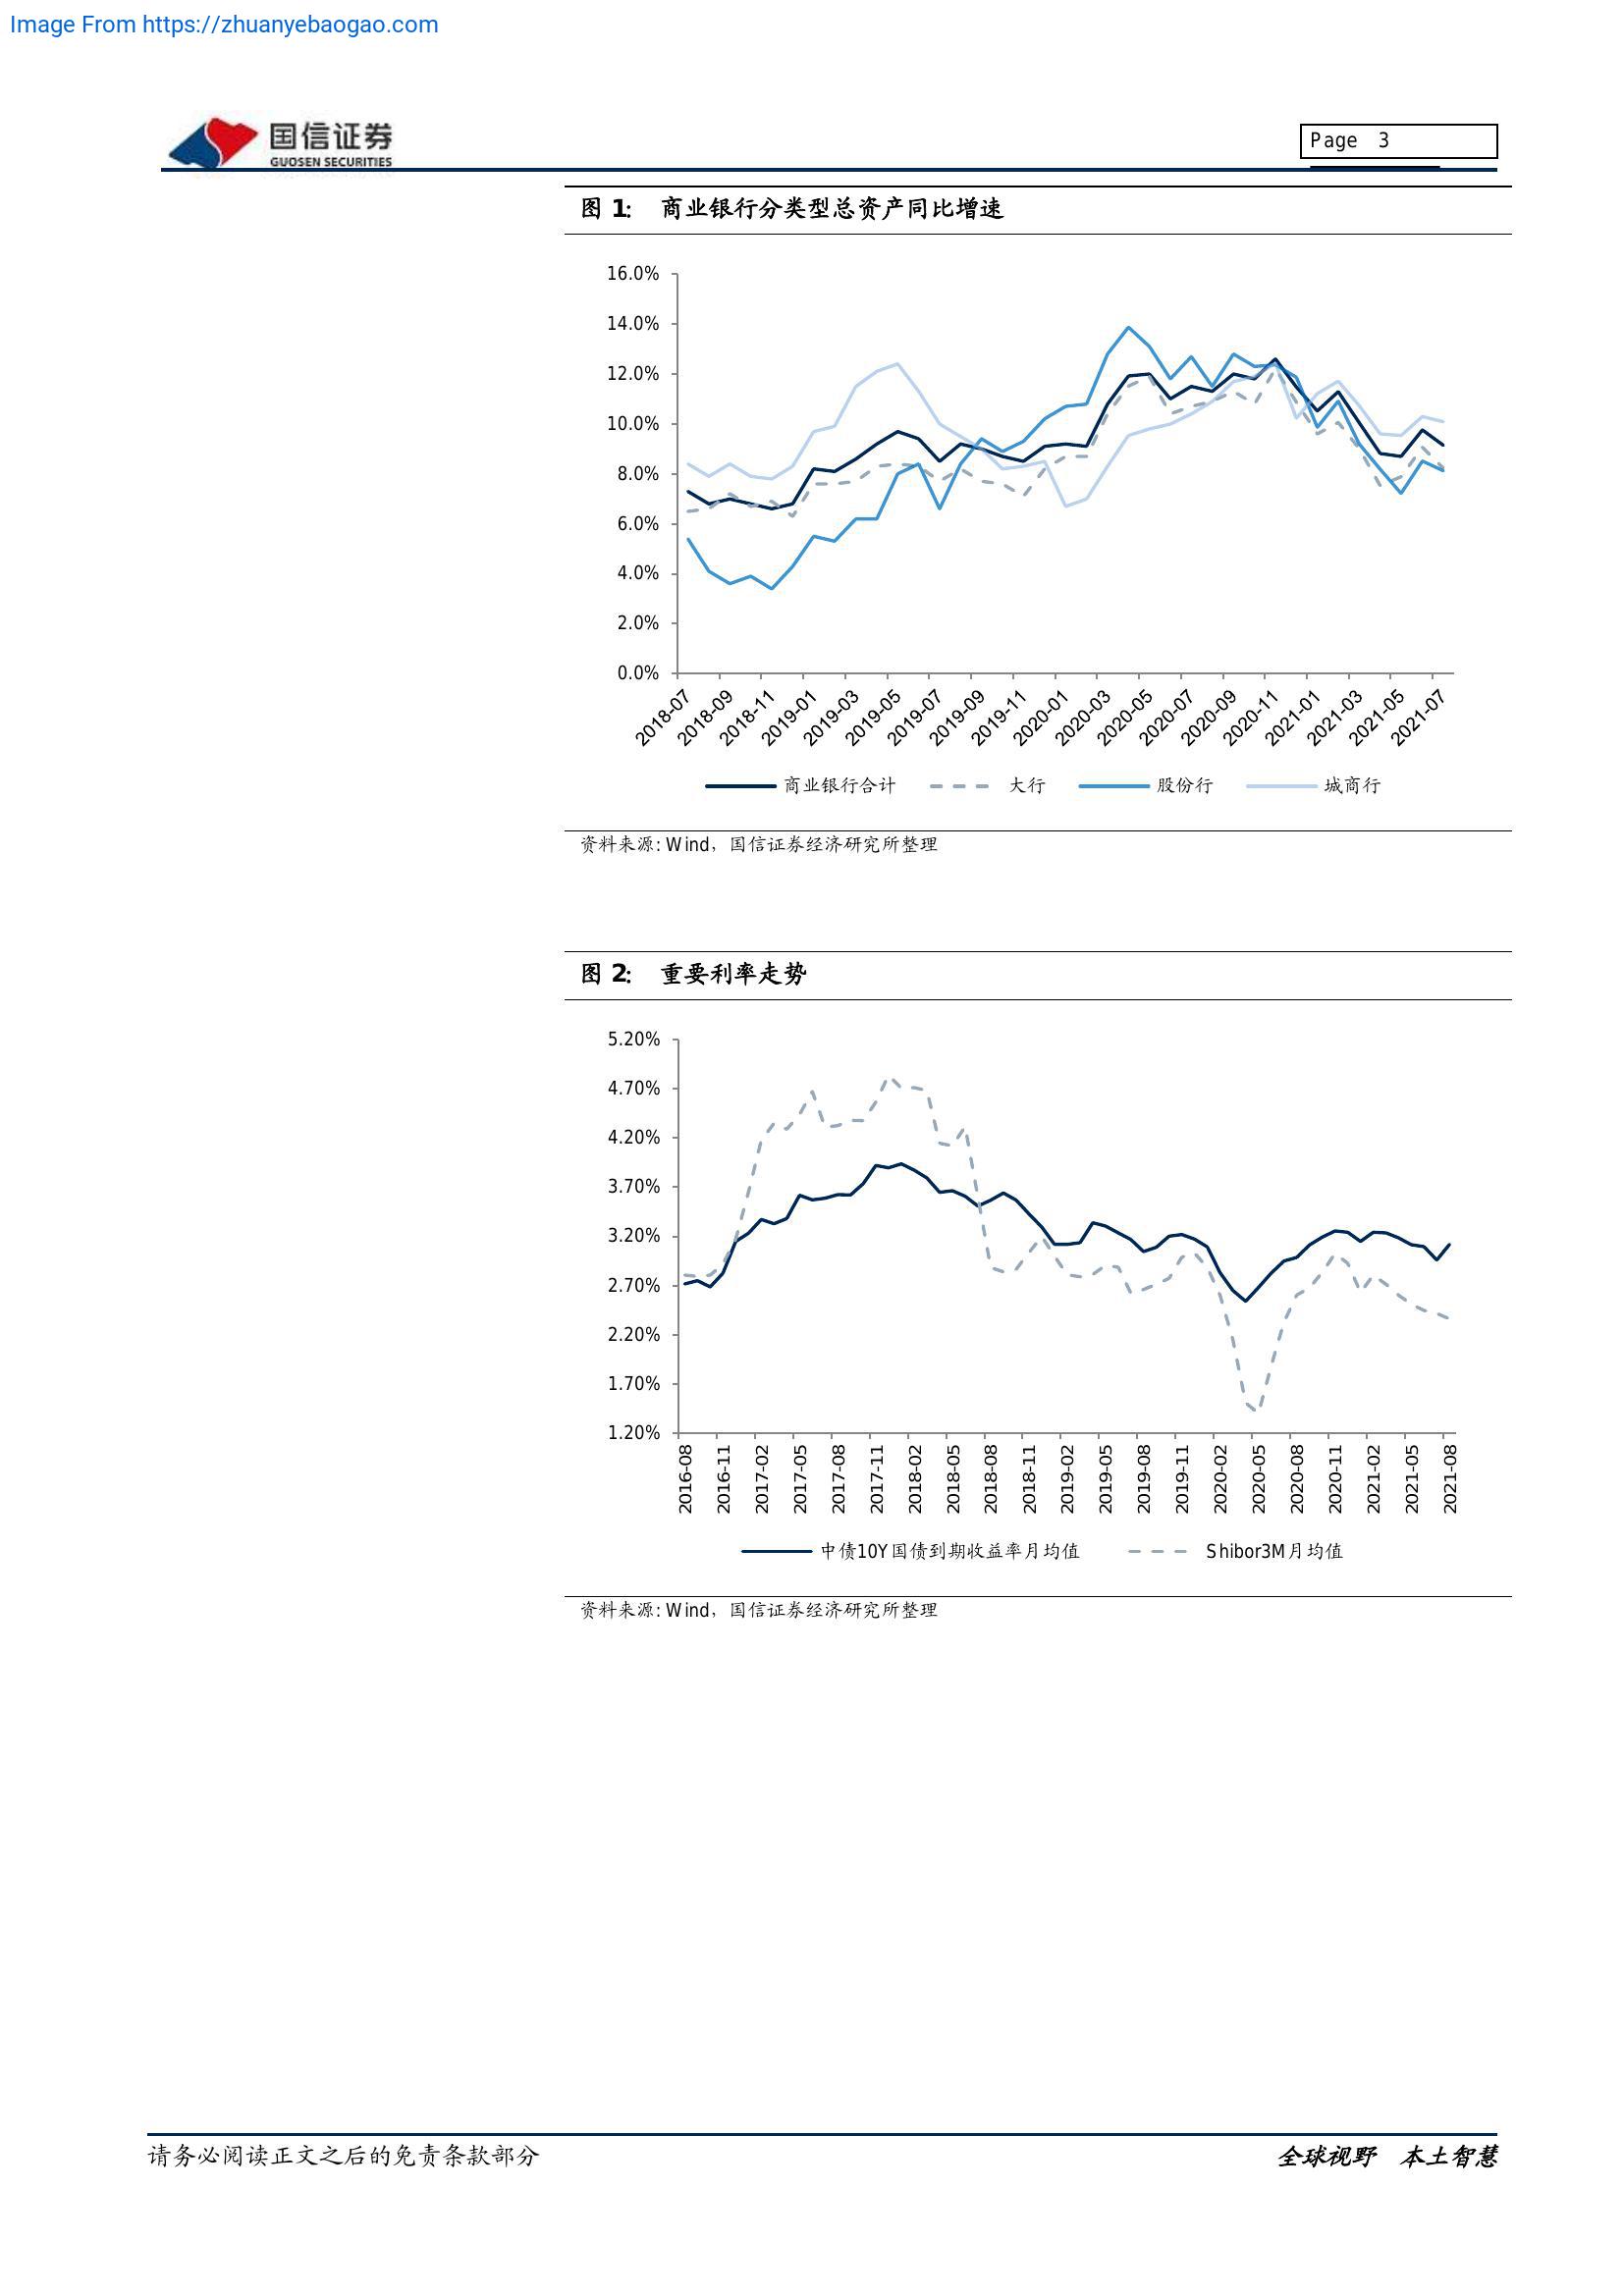 Image From https://zhuanyebaogao.com
国信证券
GUOSEN SECURITIES
Page 3
图 1： 商业银行分类型总资产同比增速
16.0%
14.0%
12.0%
10.0%
8.0%
6.0%
4.0%
2.0%
0.0%
2018-07 2018-09 2018-11 2019-01 2019-03 2019-05 2019-07 2019-09 2019-11 2020-01 2020-03 2020-05 2020-07 2020-09 2020-11 2021-01 2021-03 2021-05 2021-07
商业银行合计 大行 股份行 城商行
资料来源: Wind，国信证券经济研究所整理
图 2： 重要利率走势
5.20%
4.70%
4.20%
3.70%
3.20%
2.70%
2.20%
1.70%
1.20%
2016-08 2016-11 2017-02 2017-05 2017-08 2017-11 2018-02 2018-05 2018-08 2018-11 2019-02 2019-05 2019-08 2019-11 2020-02 2020-05 2020-08 2020-11 2021-02 2021-05 2021-08
中债10Y国债到期收益率月均值 Shibor3M月均值
资料来源: Wind，国信证券经济研究所整理
请务必阅读正文之后的免责条款部分 全球视野 本土智慧